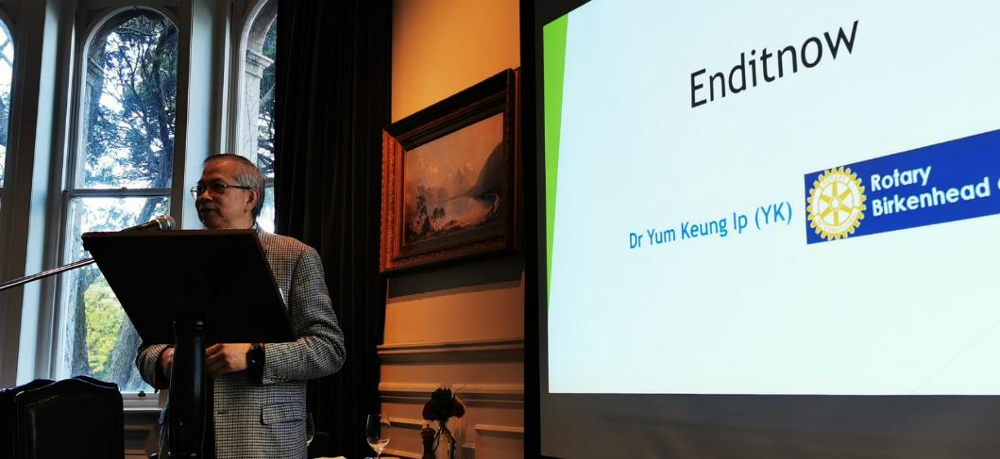 Enditnow
Dr Yum Keung Ip (YK)
Rotary
Birkenhead